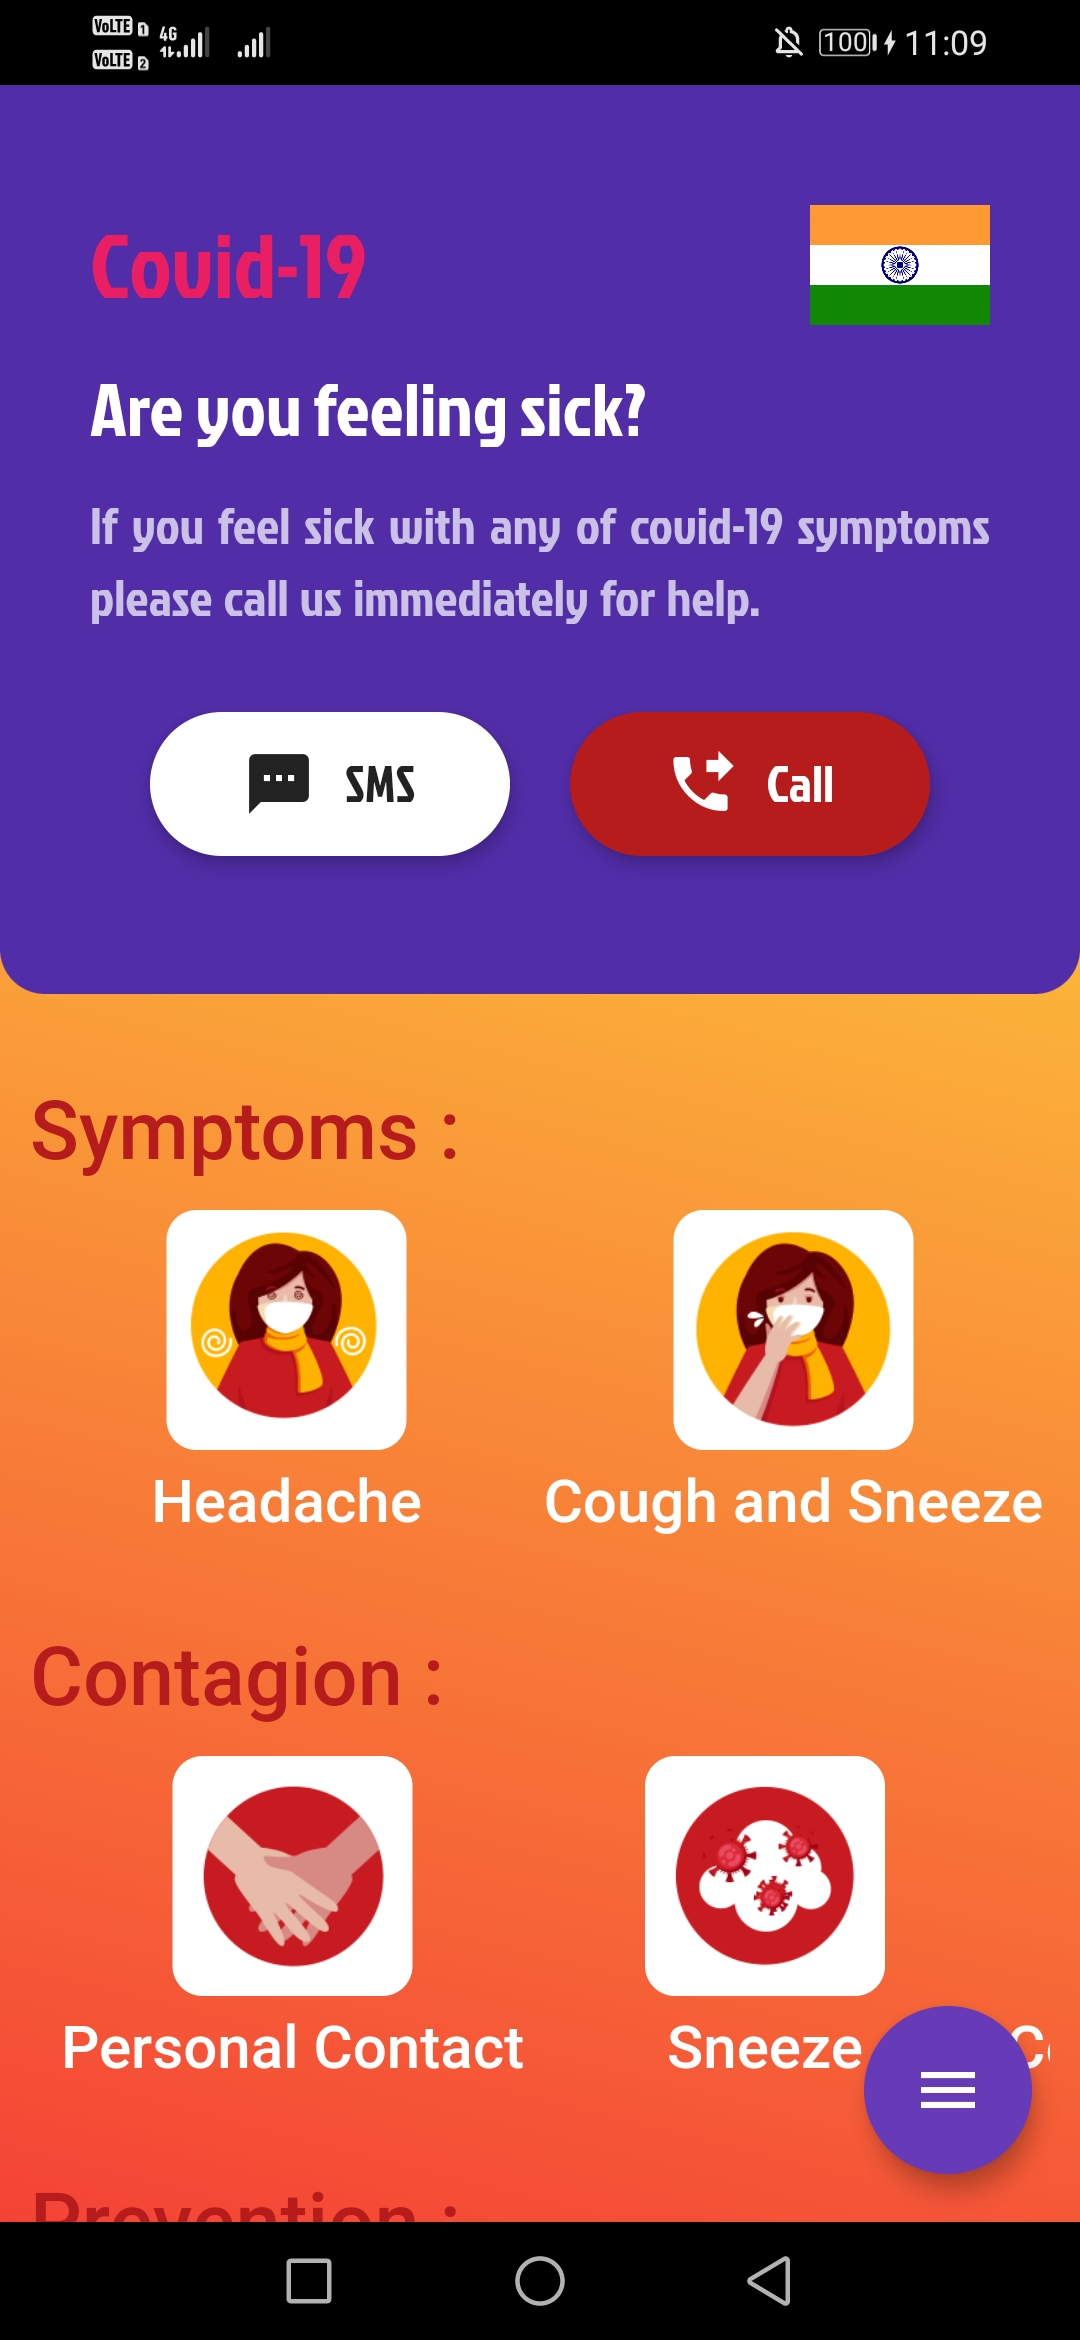 VoLTE 1 4G
VoLTE 2
100 11:09
Covid-19
Are you feeling sick?
If you feel sick with any of covid-19 symptoms
please call us immediately for help.
SMS Call
Symptoms :
Headache Cough and Sneeze
Contagion :
Personal Contact Sneeze
Prevention :